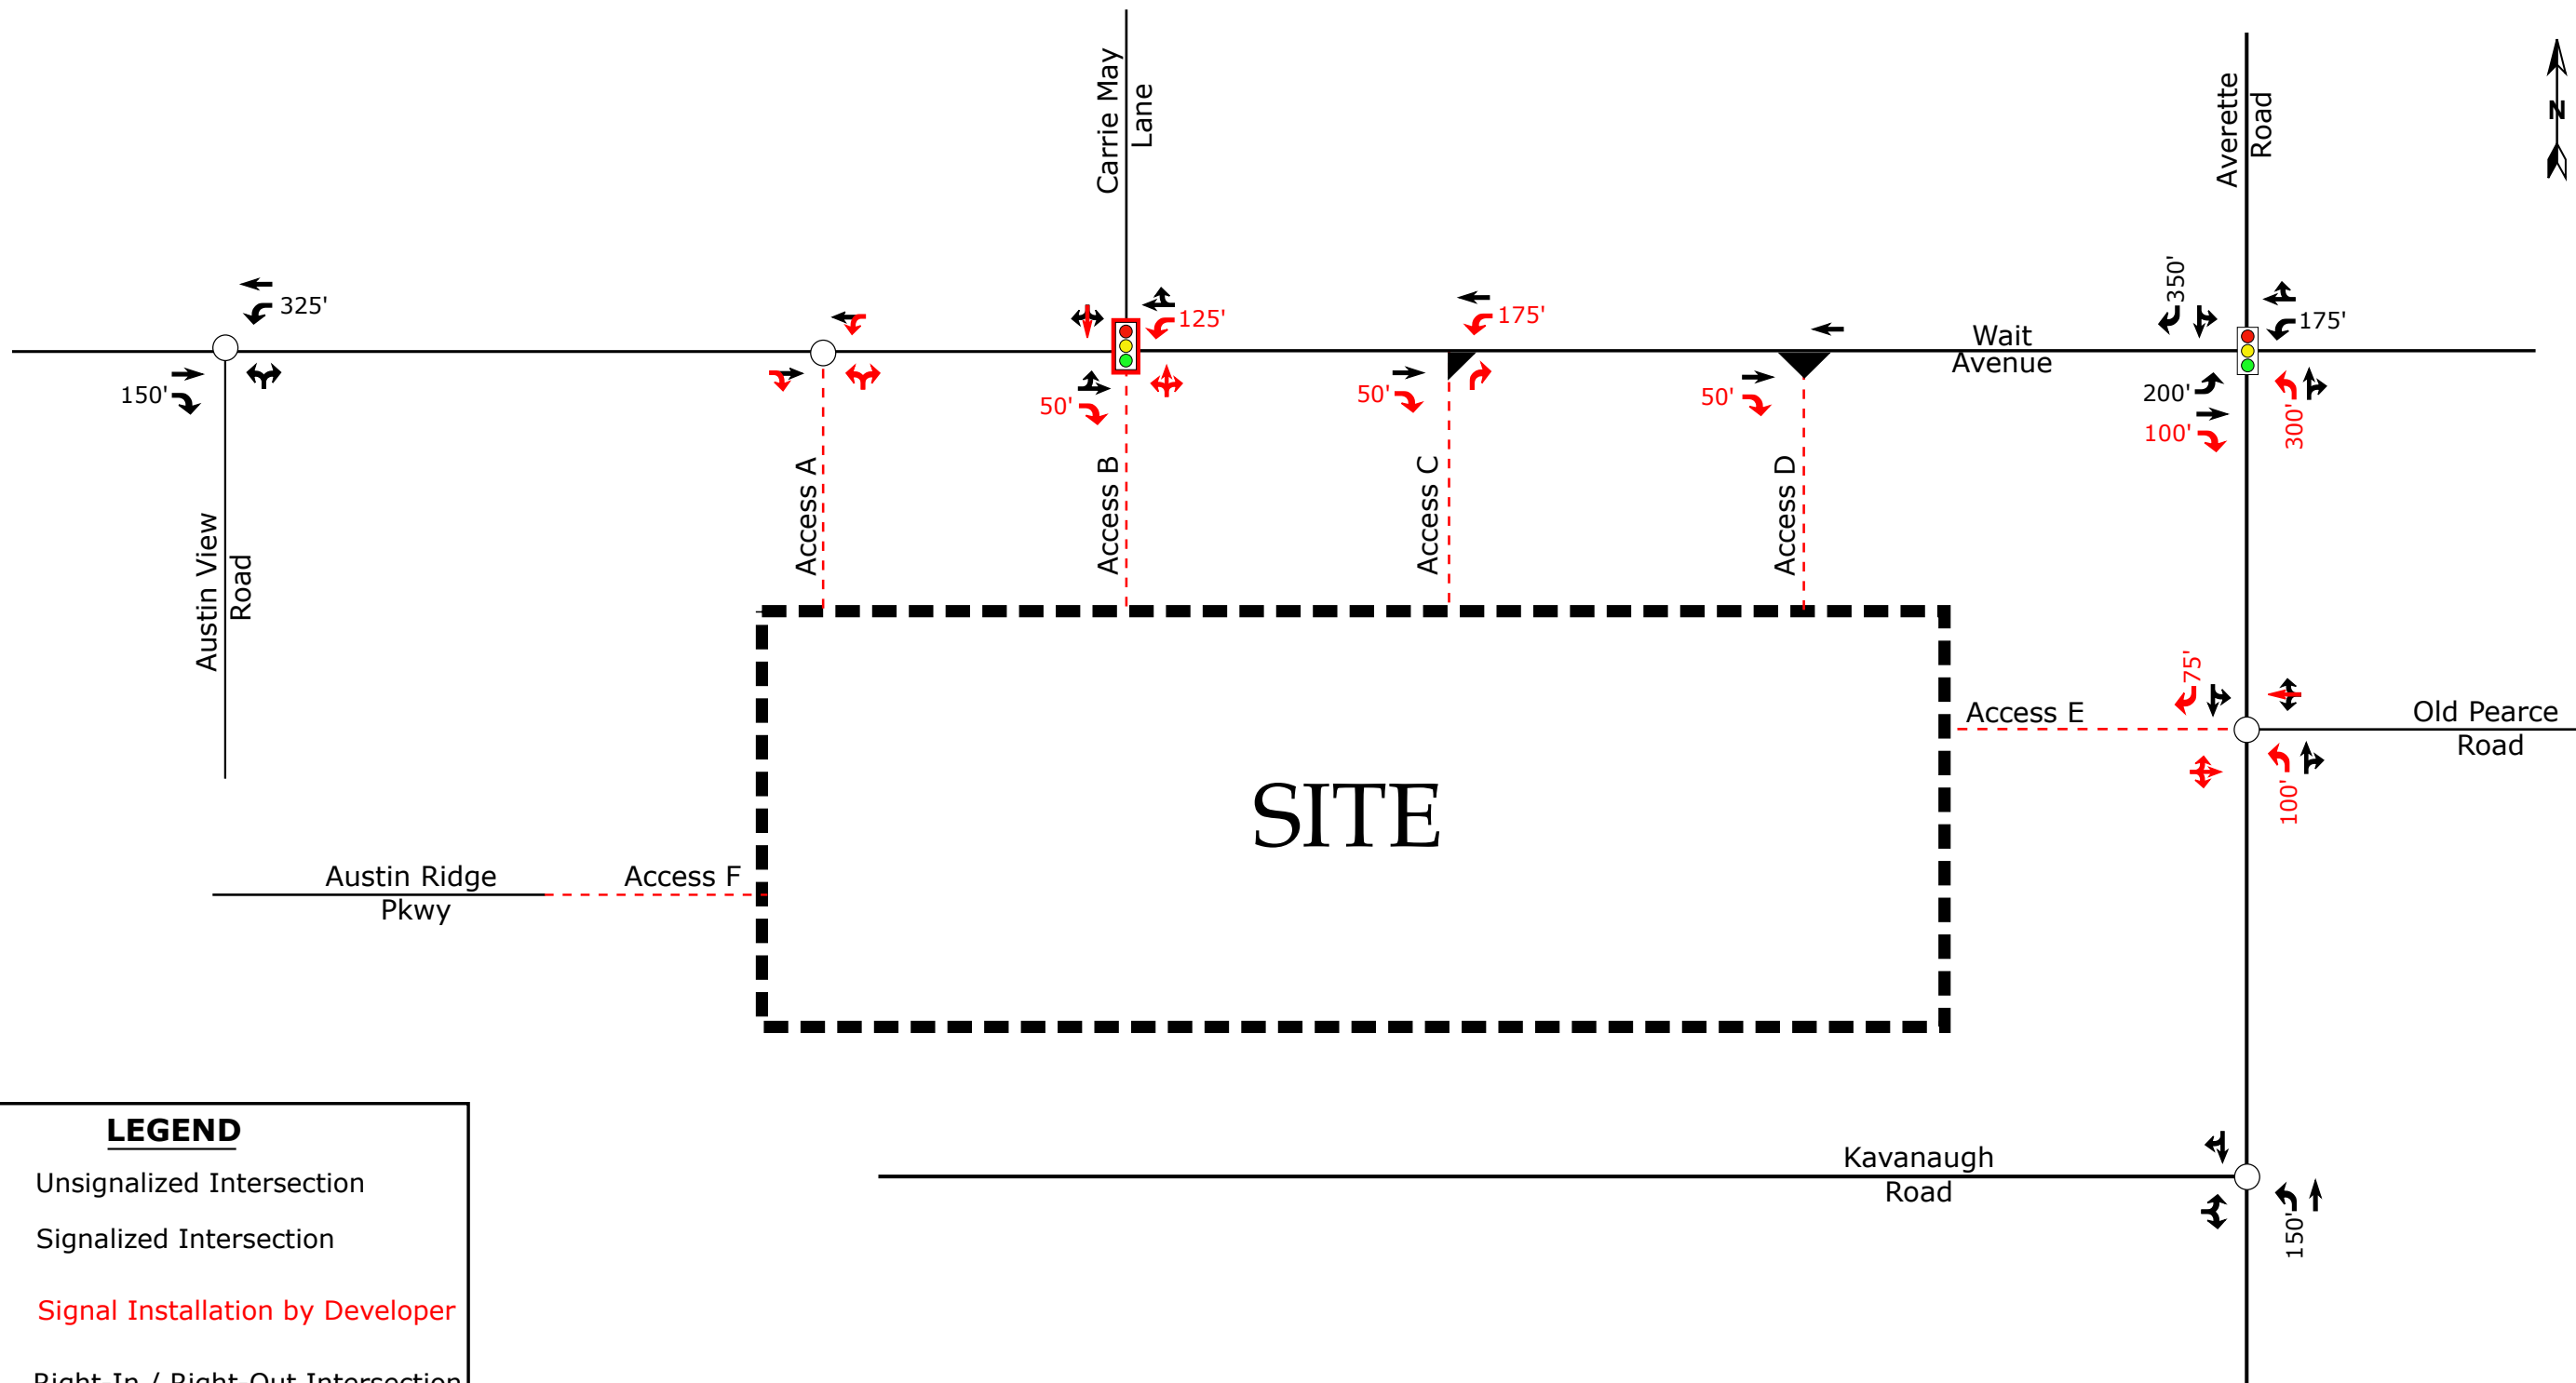 Carrie May
Lane
Averette
Road
N
325'
125'
175'
350'
175'
Wait
Avenue
150'
50'
50'
50'
200'
100'
300'
Access A
Access B
Access C
Access D
Austin View
Road
75'
Access E
Old Pearce
Road
100'
SITE
Austin Ridge
Pkwy
Access F
Kavanaugh
Road
150'
LEGEND
Unsignalized Intersection
Signalized Intersection
Signal Installation by Developer
Right-In / Right-Out Intersection